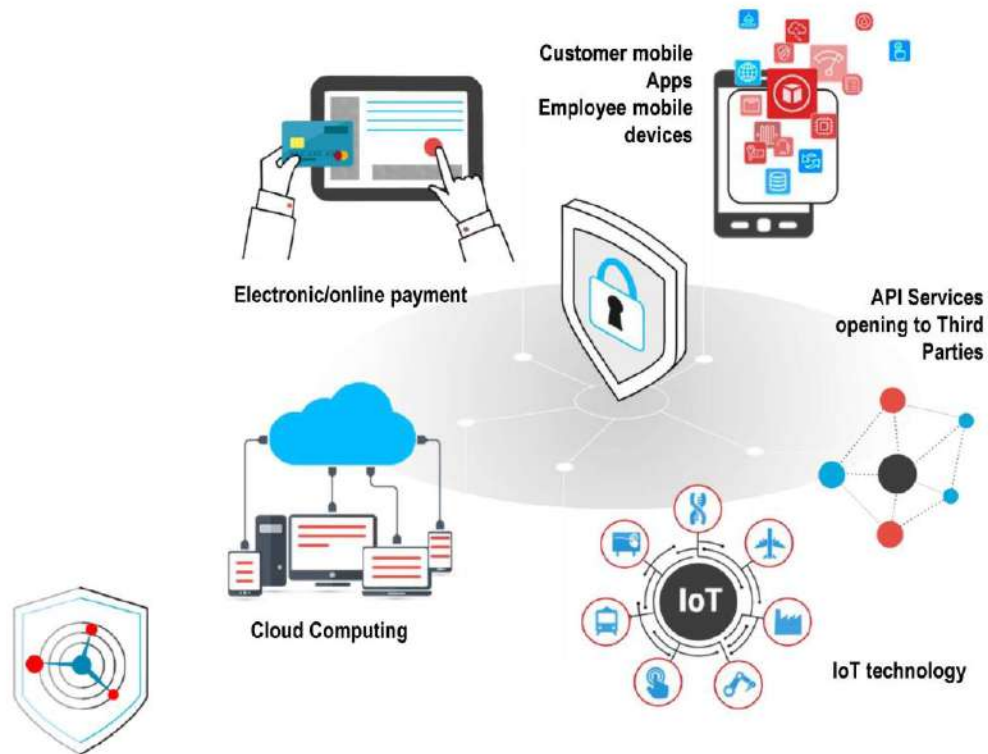 Customer mobile
Apps
Employee mobile
devices
Electronic/online payment
API Services
opening to Third
Parties
Cloud Computing
IoT
IoT technology